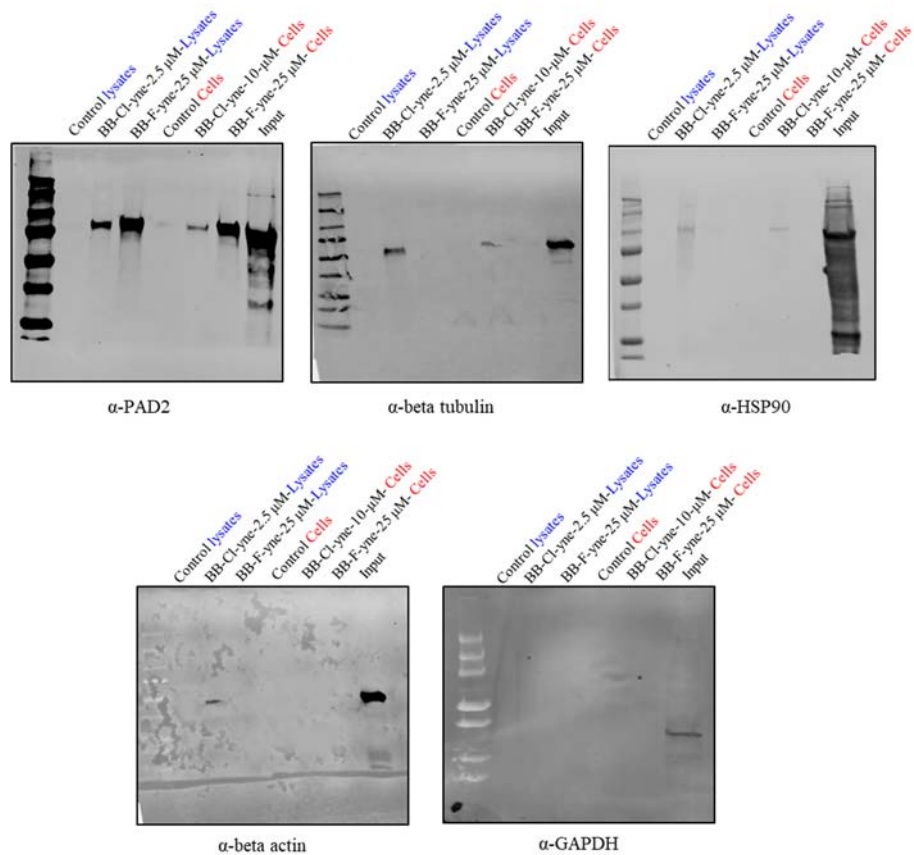 Control lysates
BB-Cl-yne-2.5 μM-Lysates
BB-F-yne-25 μM-Lysates
Control Cells
BB-Cl-yne-10-μM-Cells
BB-F-yne-25 μM- Cells
Input
α-PAD2
Control lysates
BB-Cl-yne-2.5 μM-Lysates
BB-F-yne-25 μM-Lysates
Control Cells
BB-Cl-yne-10-μM-Cells
BB-F-yne-25 μM- Cells
Input
α-beta tubulin
Control lysates
BB-Cl-yne-2.5 μM-Lysates
BB-F-yne-25 μM-Lysates
Control Cells
BB-Cl-yne-10-μM-Cells
BB-F-yne-25 μM- Cells
Input
α-HSP90
Control lysates
BB-Cl-yne-2.5 μM-Lysates
BB-F-yne-25 μM-Lysates
Control Cells
BB-Cl-yne-10-μM-Cells
BB-F-yne-25 μM- Cells
Input
α-beta actin
Control lysates
BB-Cl-yne-2.5 μM-Lysates
BB-F-yne-25 μM-Lysates
Control Cells
BB-Cl-yne-10-μM-Cells
BB-F-yne-25 μM- Cells
Input
α-GAPDH